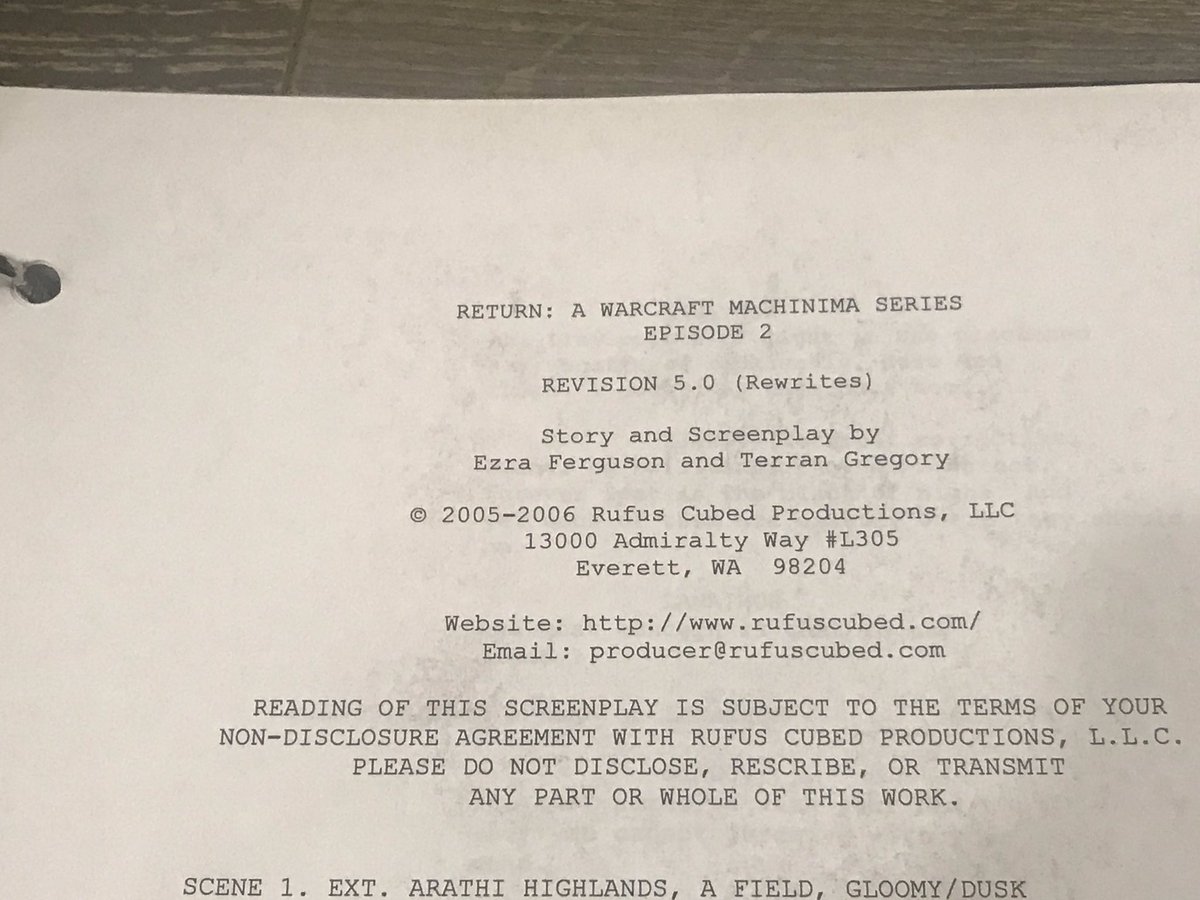 RETURN: A WARCRAFT MACHINIMA SERIES
EPISODE 2
REVISION 5.0 (Rewrites)
Story and Screenplay by
Ezra Ferguson and Terran Gregory
© 2005-2006 Rufus Cubed Productions, LLC
13000 Admiralty Way #L305
Everett, WA 98204
Website: http://www.rufuscubed.com/
Email: producer@rufuscubed.com
READING OF THIS SCREENPLAY IS SUBJECT TO THE TERMS OF YOUR
NON-DISCLOSURE AGREEMENT WITH RUFUS CUBED PRODUCTIONS, L.L.C.
PLEASE DO NOT DISCLOSE, RESCRIBE, OR TRANSMIT
ANY PART OR WHOLE OF THIS WORK.
SCENE 1. EXT. ARATHI HIGHLANDS, A FIELD, GLOOMY/DUSK